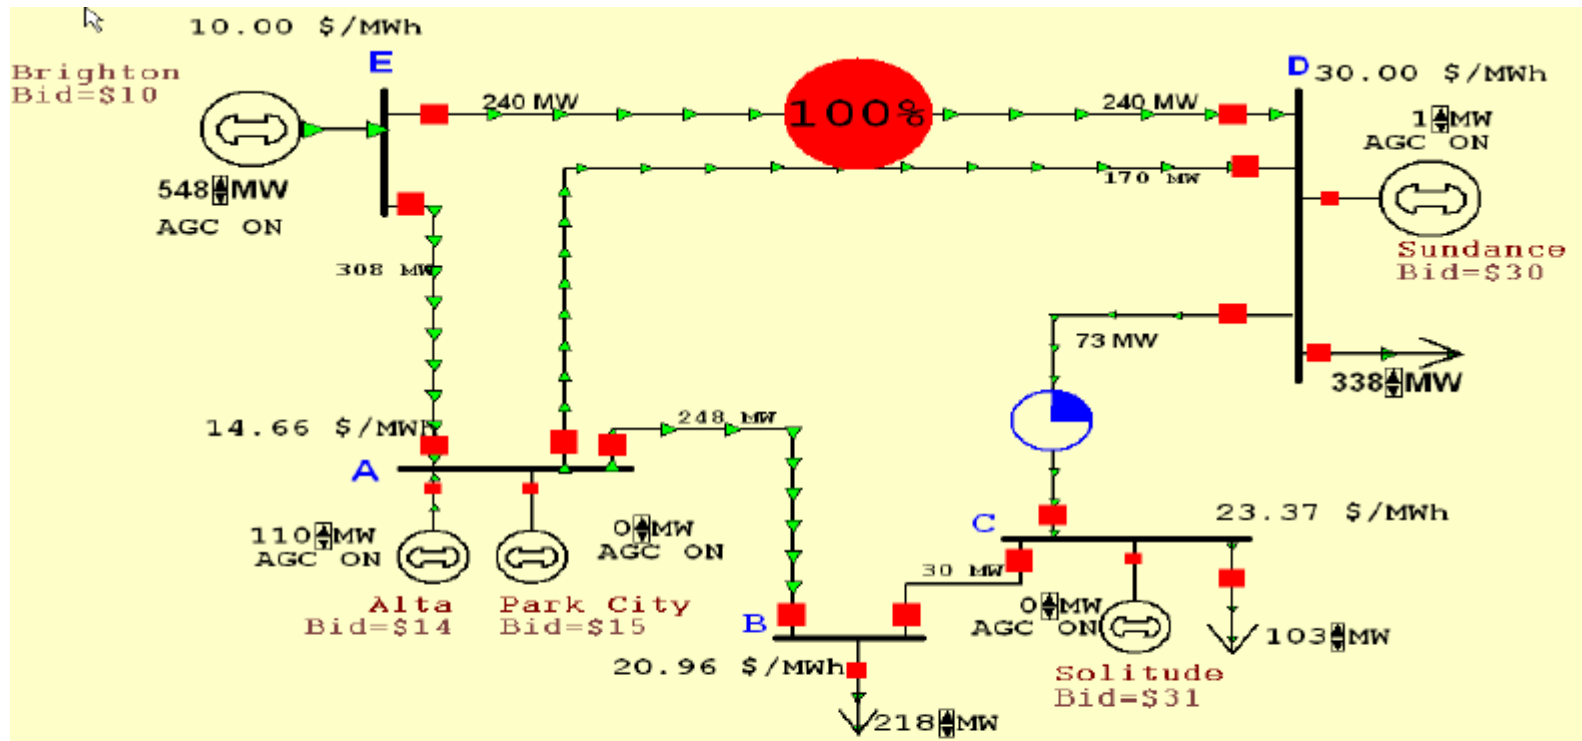 10.00 $/MWh
E
Brighton
Bid=$10
240 MW
100%
240 MW
D
30.00 $/MWh
1 MW
AGC ON
548 MW
AGC ON
170 MW
Sundance
Bid=$30
308 MW
73 MW
338 MW
14.66 $/MWh
248 MW
A
110 MW
AGC ON
0 MW
AGC ON
C
23.37 $/MWh
30 MW
Alta
Bid=$14
Park City
Bid=$15
B
0 MW
AGC ON
103 MW
20.96 $/MWh
Solitude
Bid=$31
218 MW